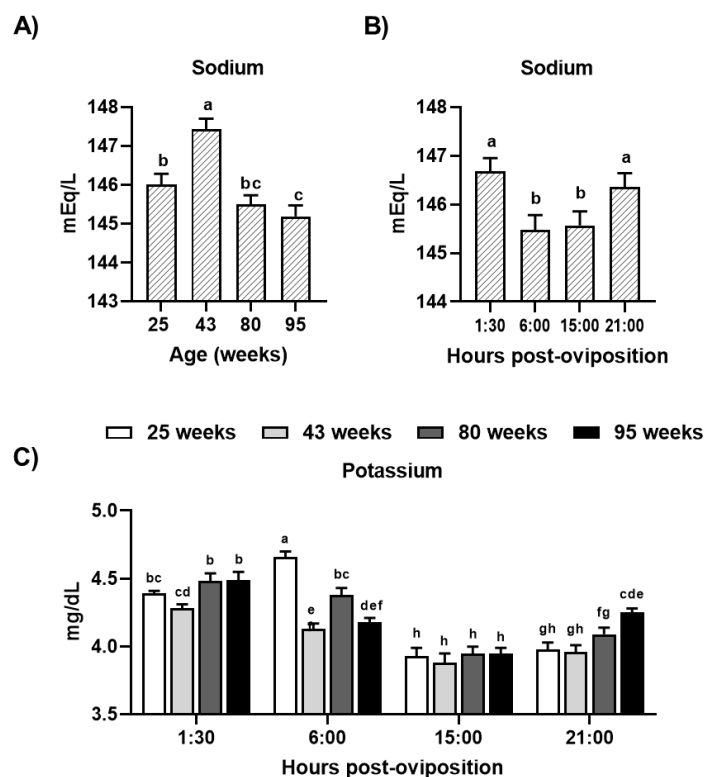 A)
Sodium
148
147
146
145
144
143
mEq/L
b
a
bc
c
25 43 80 95
Age (weeks)
B)
Sodium
148
147
146
145
144
mEq/L
a
b
b
a
1:30 6:00 15:00 21:00
Hours post-oviposition
25 weeks 43 weeks 80 weeks 95 weeks
C)
Potassium
5.0
4.5
4.0
3.5
mg/dL
bc cd b b
a e bc def
h h h h
gh gh fg cde
1:30 6:00 15:00 21:00
Hours post-oviposition